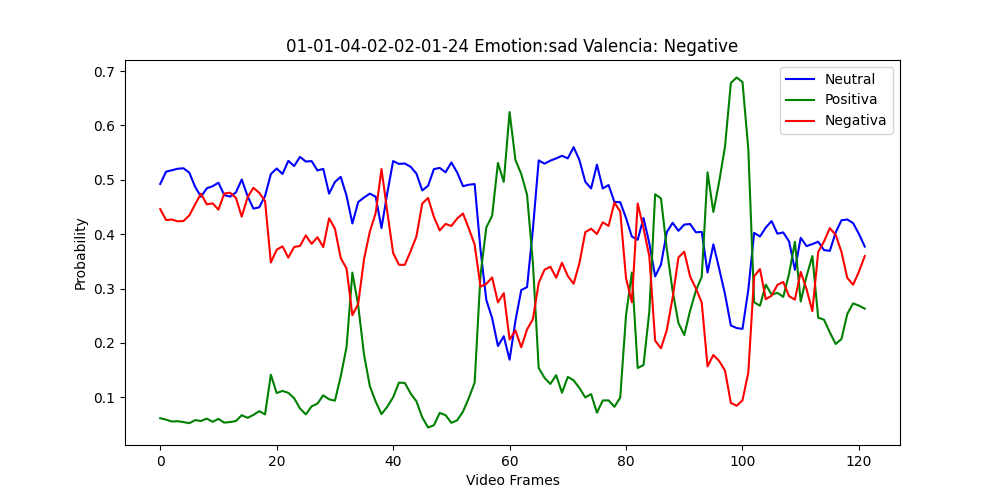 01-01-04-02-02-01-24 Emotion:sad Valencia: Negative
Neutral
Positiva
Negativa
Probability
0.7
0.6
0.5
0.4
0.3
0.2
0.1
0 20 40 60 80 100 120
Video Frames